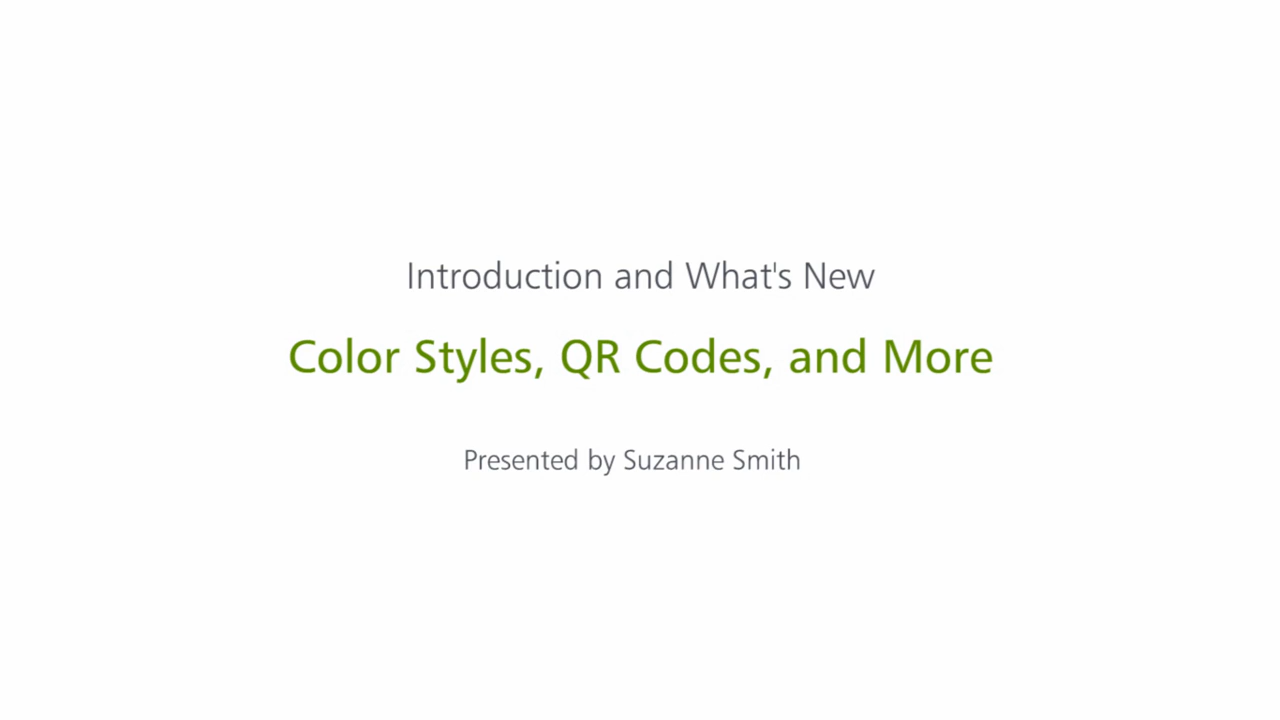 Introduction and What's New
Color Styles, QR Codes, and More
Presented by Suzanne Smith